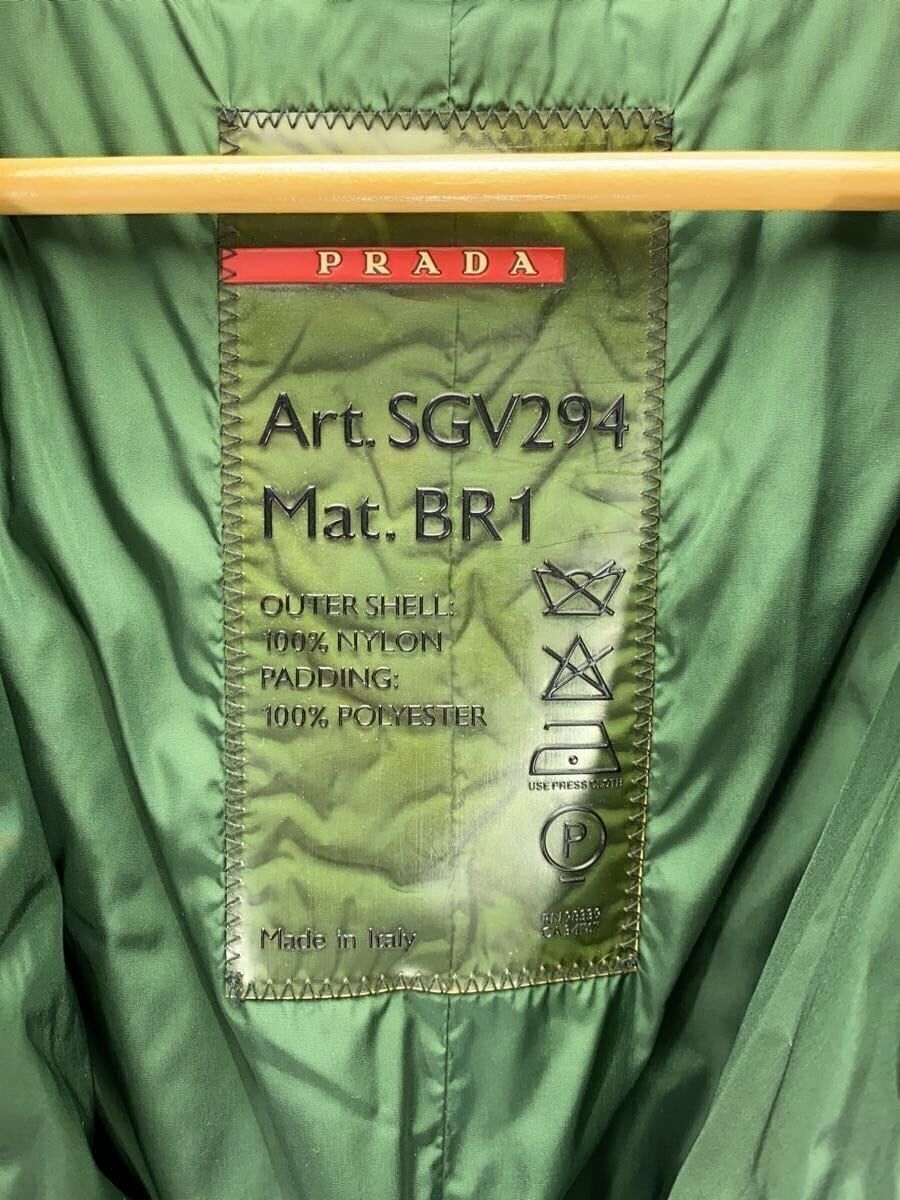 PRADA
Art. SGV294
Mat. BR1
OUTER SHELL:
100% NYLON
PADDING:
100% POLYESTER
USE PRESS CLOTH
P
Made in Italy